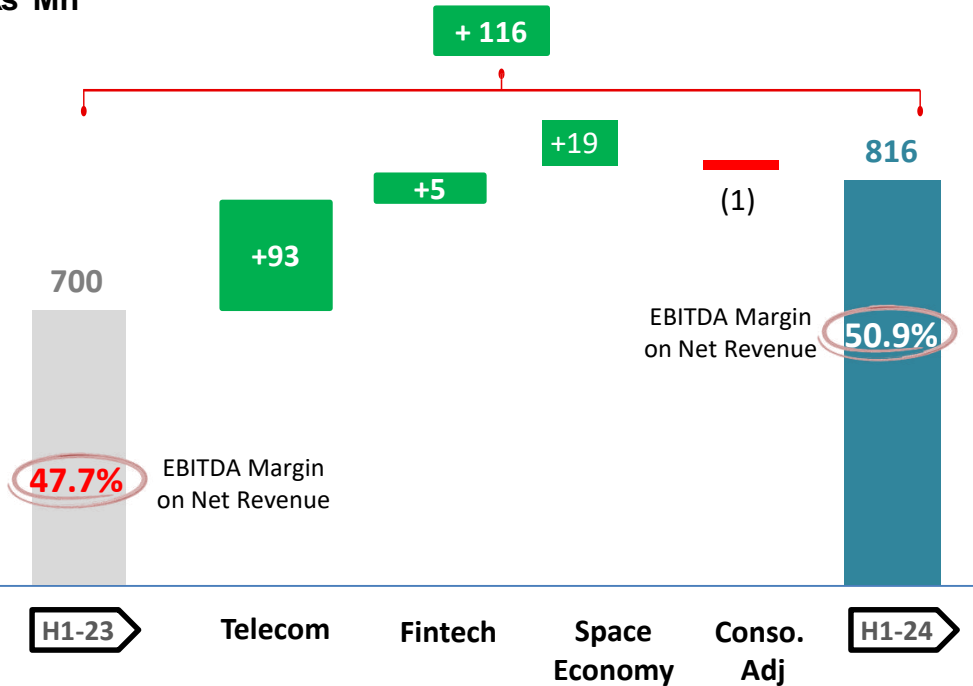 Mn
+ 116
+19
816
+5
(1)
+93
700
EBITDA Margin
on Net Revenue
50.9%
47.7%
EBITDA Margin
on Net Revenue
H1-23
Telecom
Fintech
Space
Economy
Conso.
Adj
H1-24